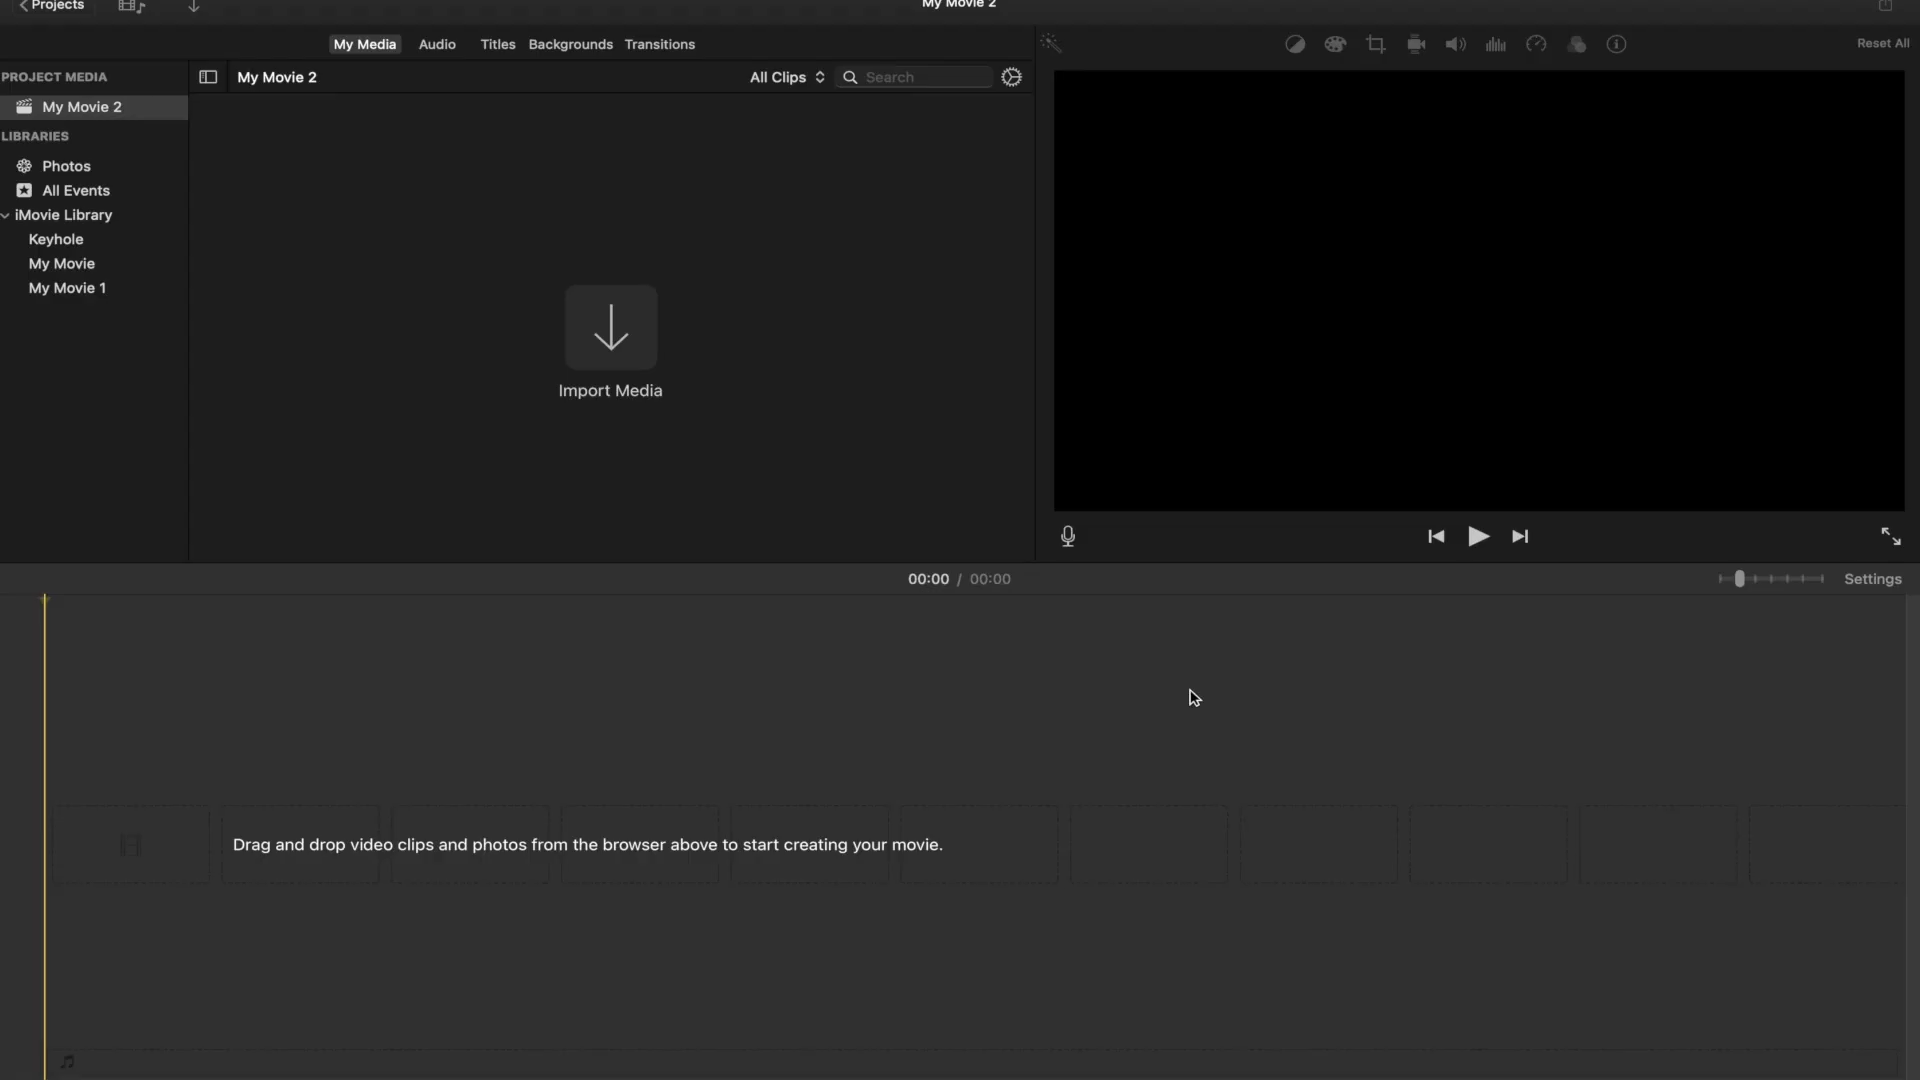 Projects
My Movie 2
My Media
Audio
Titles
Backgrounds
Transitions
Reset All
PROJECT MEDIA
My Movie 2
All Clips
Search
My Movie 2
LIBRARIES
Photos
All Events
iMovie Library
Keyhole
My Movie
My Movie 1
Import Media
00:00 / 00:00
Settings
Drag and drop video clips and photos from the browser above to start creating your movie.